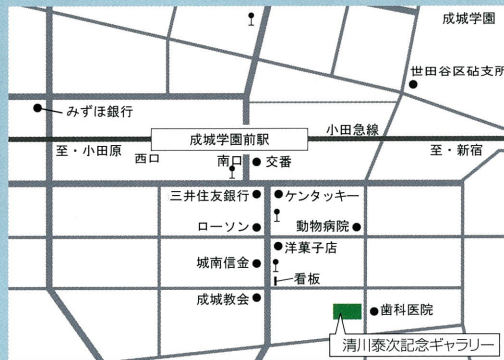 成城学園
世田谷区砧支所
みずほ銀行
成城学園前駅
小田急線
至・小田原
西口
南口
交番
至・新宿
三井住友銀行
ケンタッキー
ローソン
動物病院
洋菓子店
城南信金
看板
成城教会
歯科医院
清川泰次記念ギャラリー